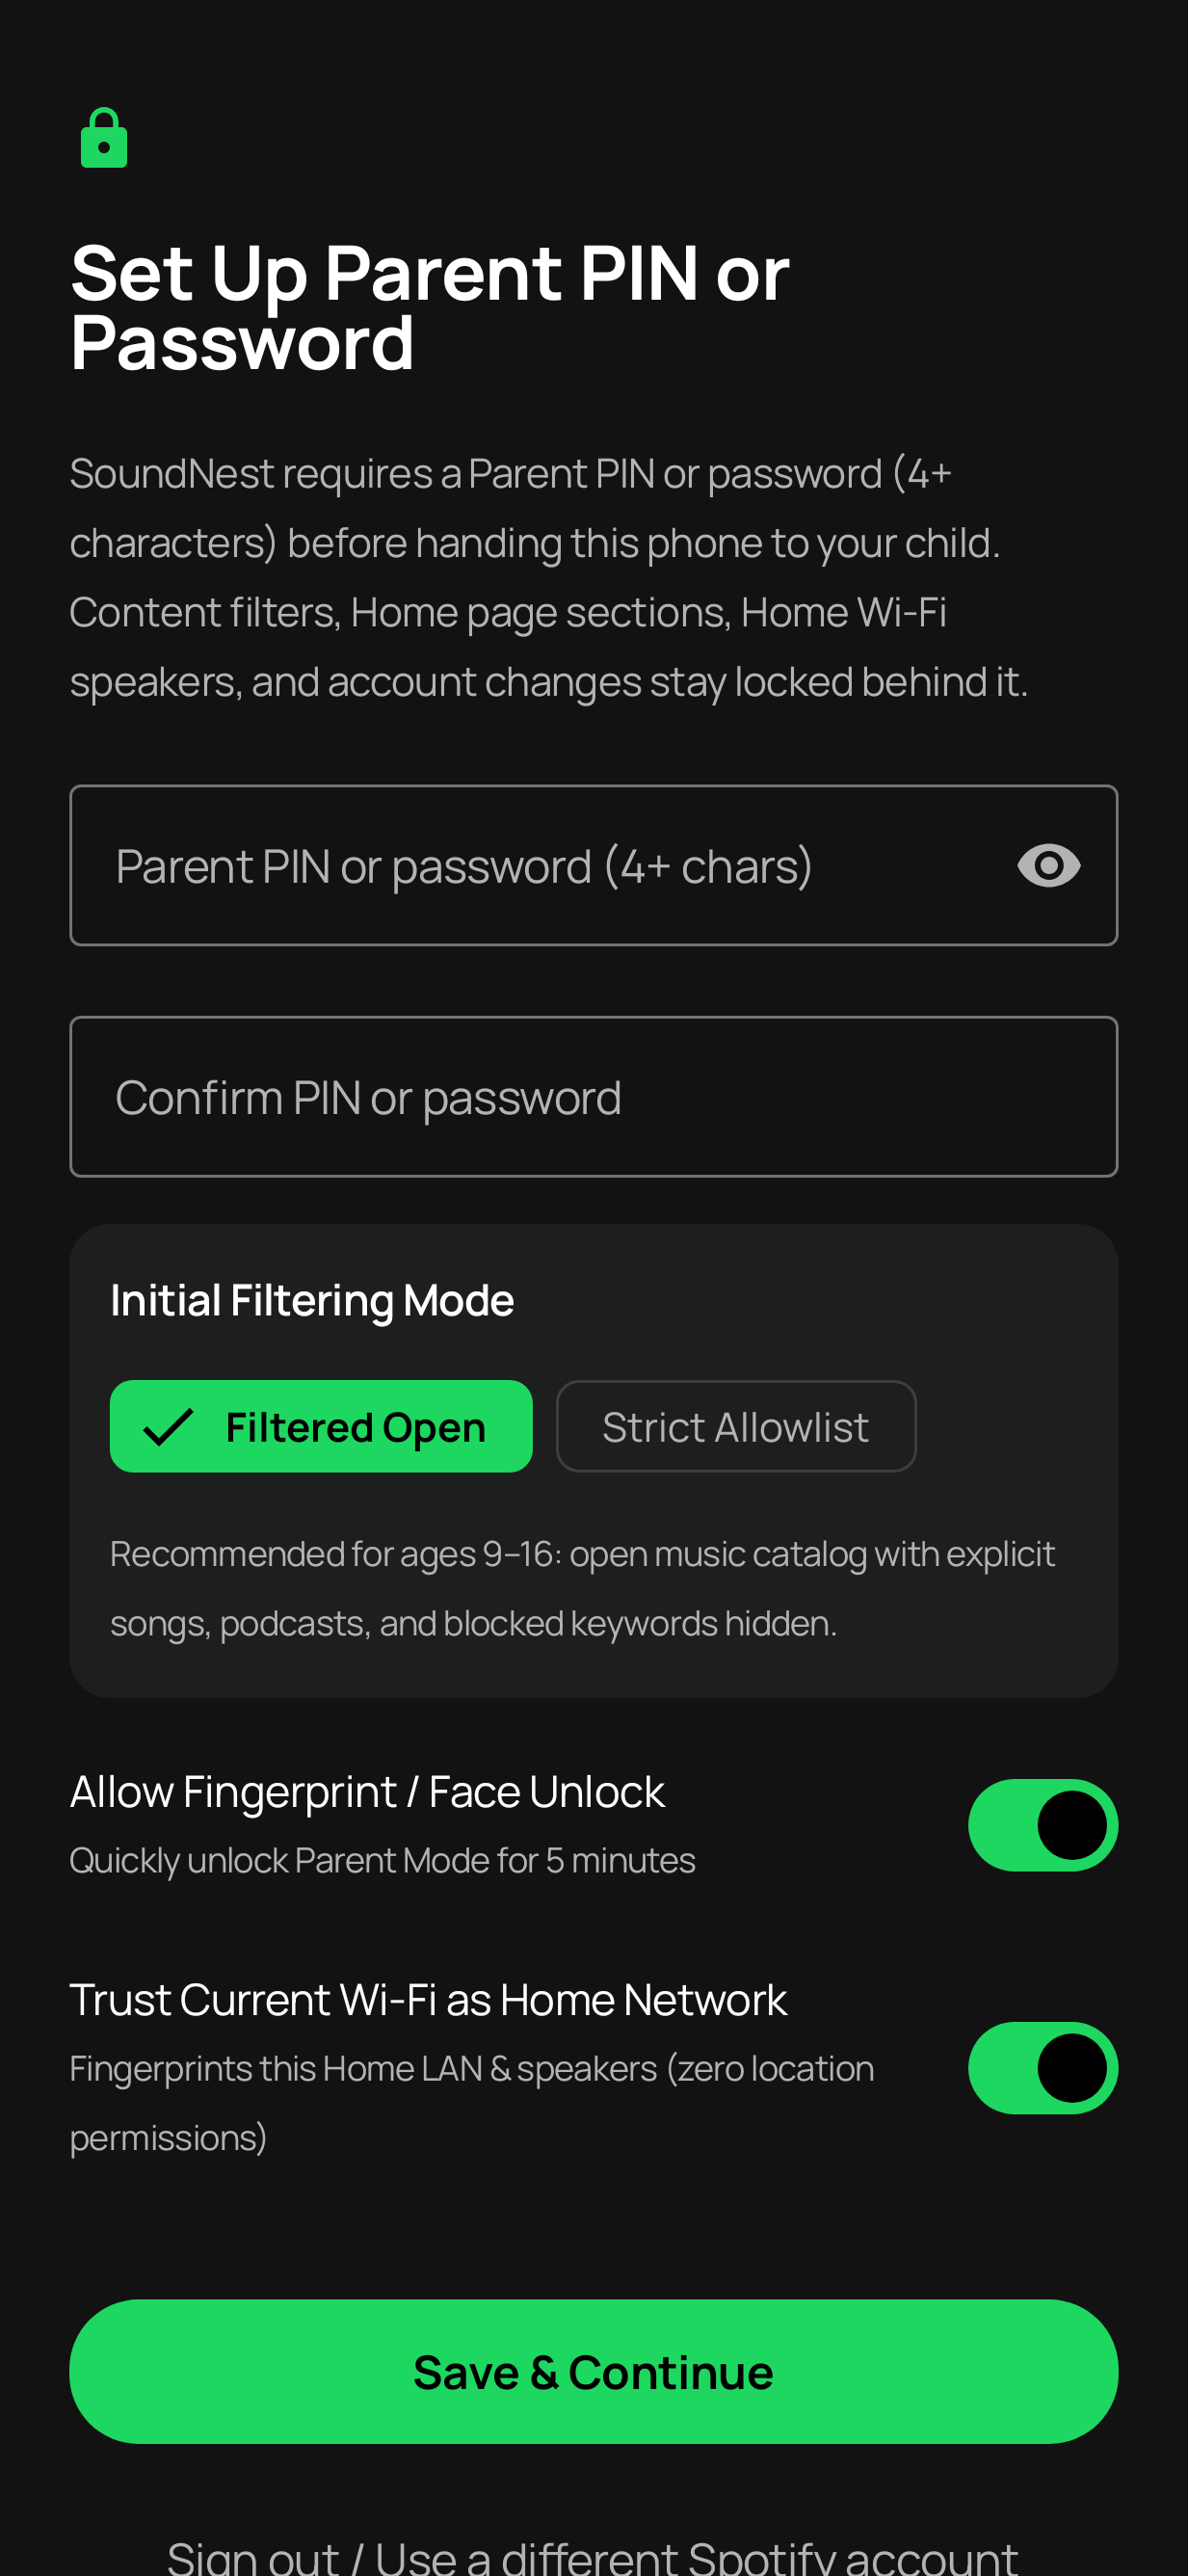 Set Up Parent PIN or
Password
SoundNest requires a Parent PIN or password (4+
characters) before handing this phone to your child.
Content filters, Home page sections, Home Wi-Fi
speakers, and account changes stay locked behind it.
Parent PIN or password (4+ chars)
Confirm PIN or password
Initial Filtering Mode
Filtered Open
Strict Allowlist
Recommended for ages 9–16: open music catalog with explicit
songs, podcasts, and blocked keywords hidden.
Allow Fingerprint / Face Unlock
Quickly unlock Parent Mode for 5 minutes
Trust Current Wi-Fi as Home Network
Fingerprints this Home LAN & speakers (zero location
permissions)
Save & Continue
Sign out / Use a different Spotify account